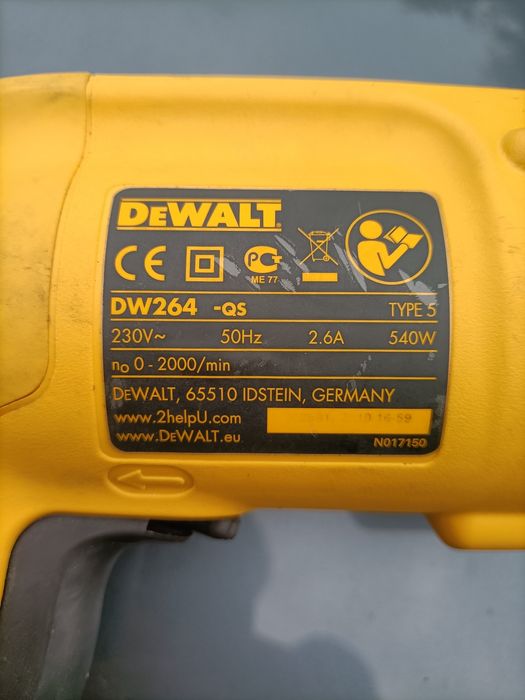 DEWALT
CE
PCT
ME 77
DW264 -QS TYPE 5
230V~ 50Hz 2.6A 540W
n₀ 0 - 2000/min
DEWALT, 65510 IDSTEIN, GERMANY
www.2helpU.com
www.DEWALT.eu
N017150